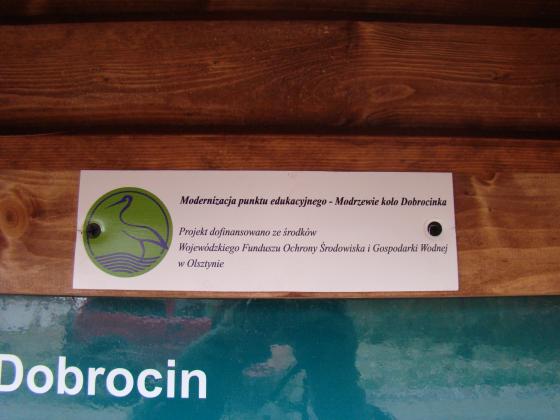 Modernizacja punktu edukacyjnego - Modrzewie koło Dobrocinka
Projekt dofinansowano ze środków
Wojewódzkiego Funduszu Ochrony Środowiska i Gospodarki Wodnej
w Olsztynie
Dobrocin